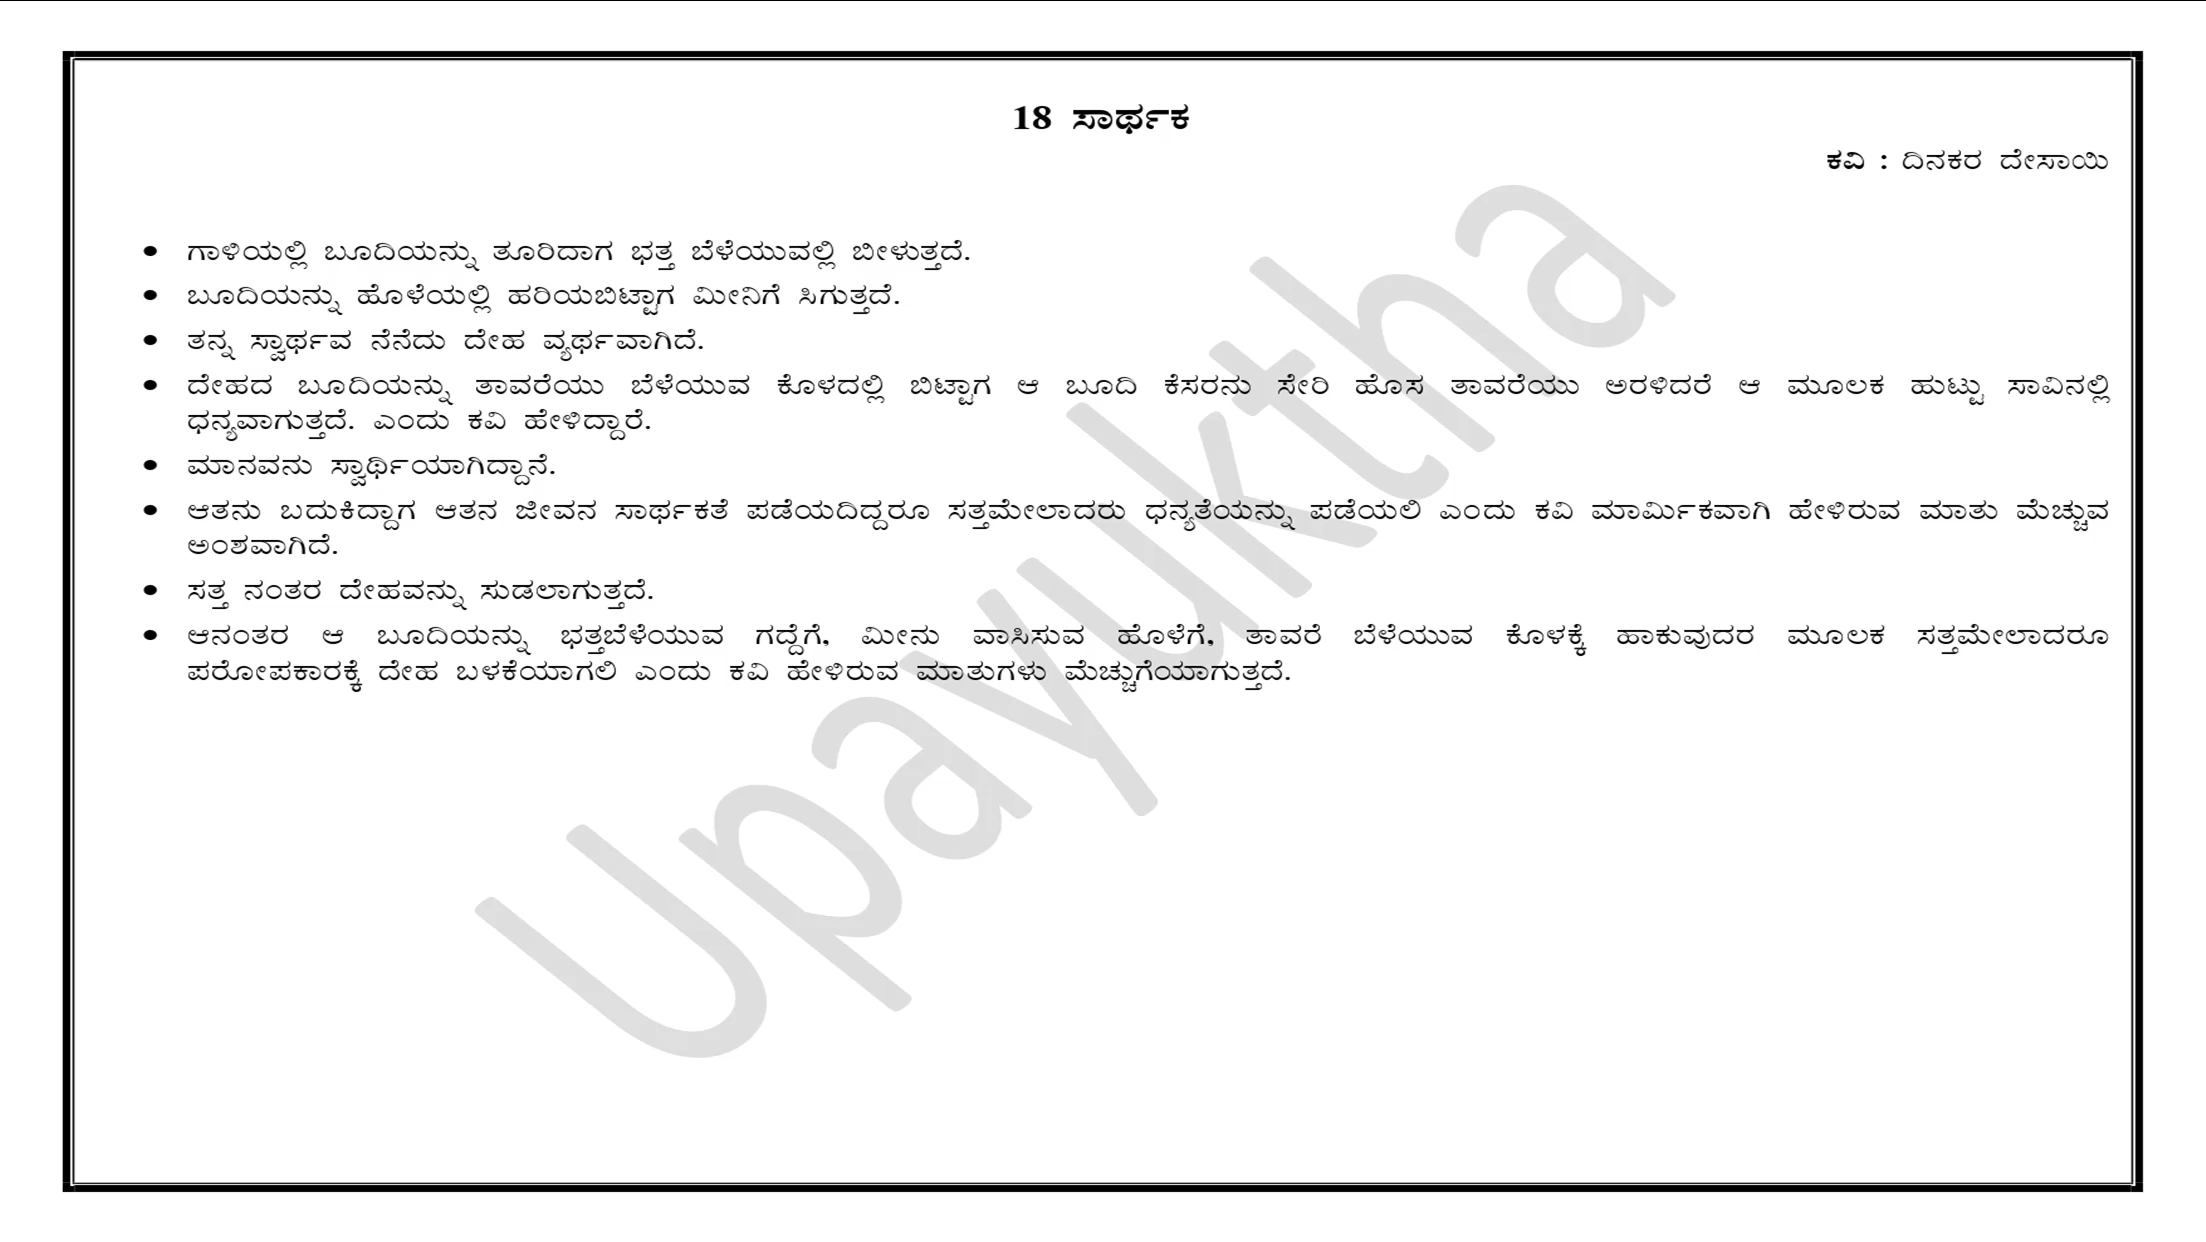 18 ಸಾರ್ಥಕ
ಕವಿ : ದಿನಕರ ದೇಸಾಯಿ
• ಗಾಳಿಯಲ್ಲಿ ಬೂದಿಯನ್ನು ತೂರಿದಾಗ ಭತ್ತ ಬೆಳೆಯುವಲ್ಲಿ ಬೀಳುತ್ತದೆ.
• ಬೂದಿಯನ್ನು ಹೊಳೆಯಲ್ಲಿ ಹರಿಯಬಿಟ್ಟಾಗ ಮೀನಿಗೆ ಸಿಗುತ್ತದೆ.
• ತನ್ನ ಸ್ವಾರ್ಥವ ನೆನೆದು ದೇಹ ವ್ಯರ್ಥವಾಗಿದೆ.
• ದೇಹದ ಬೂದಿಯನ್ನು ತಾವರೆಯು ಬೆಳೆಯುವ ಕೊಳದಲ್ಲಿ ಬಿಟ್ಟಾಗ ಆ ಬೂದಿ ಕೆಸರನು ಸೇರಿ ಹೊಸ ತಾವರೆಯು ಅರಳಿದರೆ ಆ ಮೂಲಕ ಹುಟ್ಟು ಸಾವಿನಲ್ಲಿ
ಧನ್ಯವಾಗುತ್ತದೆ. ಎಂದು ಕವಿ ಹೇಳಿದ್ದಾರೆ.
• ಮಾನವನು ಸ್ವಾರ್ಥಿಯಾಗಿದ್ದಾನೆ.
• ಆತನು ಬದುಕಿದ್ದಾಗ ಆತನ ಜೀವನ ಸಾರ್ಥಕತೆ ಪಡೆಯದಿದ್ದರೂ ಸತ್ತಮೇಲಾದರು ಧನ್ಯತೆಯನ್ನು ಪಡೆಯಲಿ ಎಂದು ಕವಿ ಮಾರ್ಮಿಕವಾಗಿ ಹೇಳಿರುವ ಮಾತು ಮೆಚ್ಚುವ
ಅಂಶವಾಗಿದೆ.
• ಸತ್ತ ನಂತರ ದೇಹವನ್ನು ಸುಡಲಾಗುತ್ತದೆ.
• ಆನಂತರ ಆ ಬೂದಿಯನ್ನು ಭತ್ತಬೆಳೆಯುವ ಗದ್ದೆಗೆ, ಮೀನು ವಾಸಿಸುವ ಹೊಳೆಗೆ, ತಾವರೆ ಬೆಳೆಯುವ ಕೊಳಕ್ಕೆ ಹಾಕುವುದರ ಮೂಲಕ ಸತ್ತಮೇಲಾದರೂ
ಪರೋಪಕಾರಕ್ಕೆ ದೇಹ ಬಳಕೆಯಾಗಲಿ ಎಂದು ಕವಿ ಹೇಳಿರುವ ಮಾತುಗಳು ಮೆಚ್ಚುಗೆಯಾಗುತ್ತದೆ.
Upayuktha